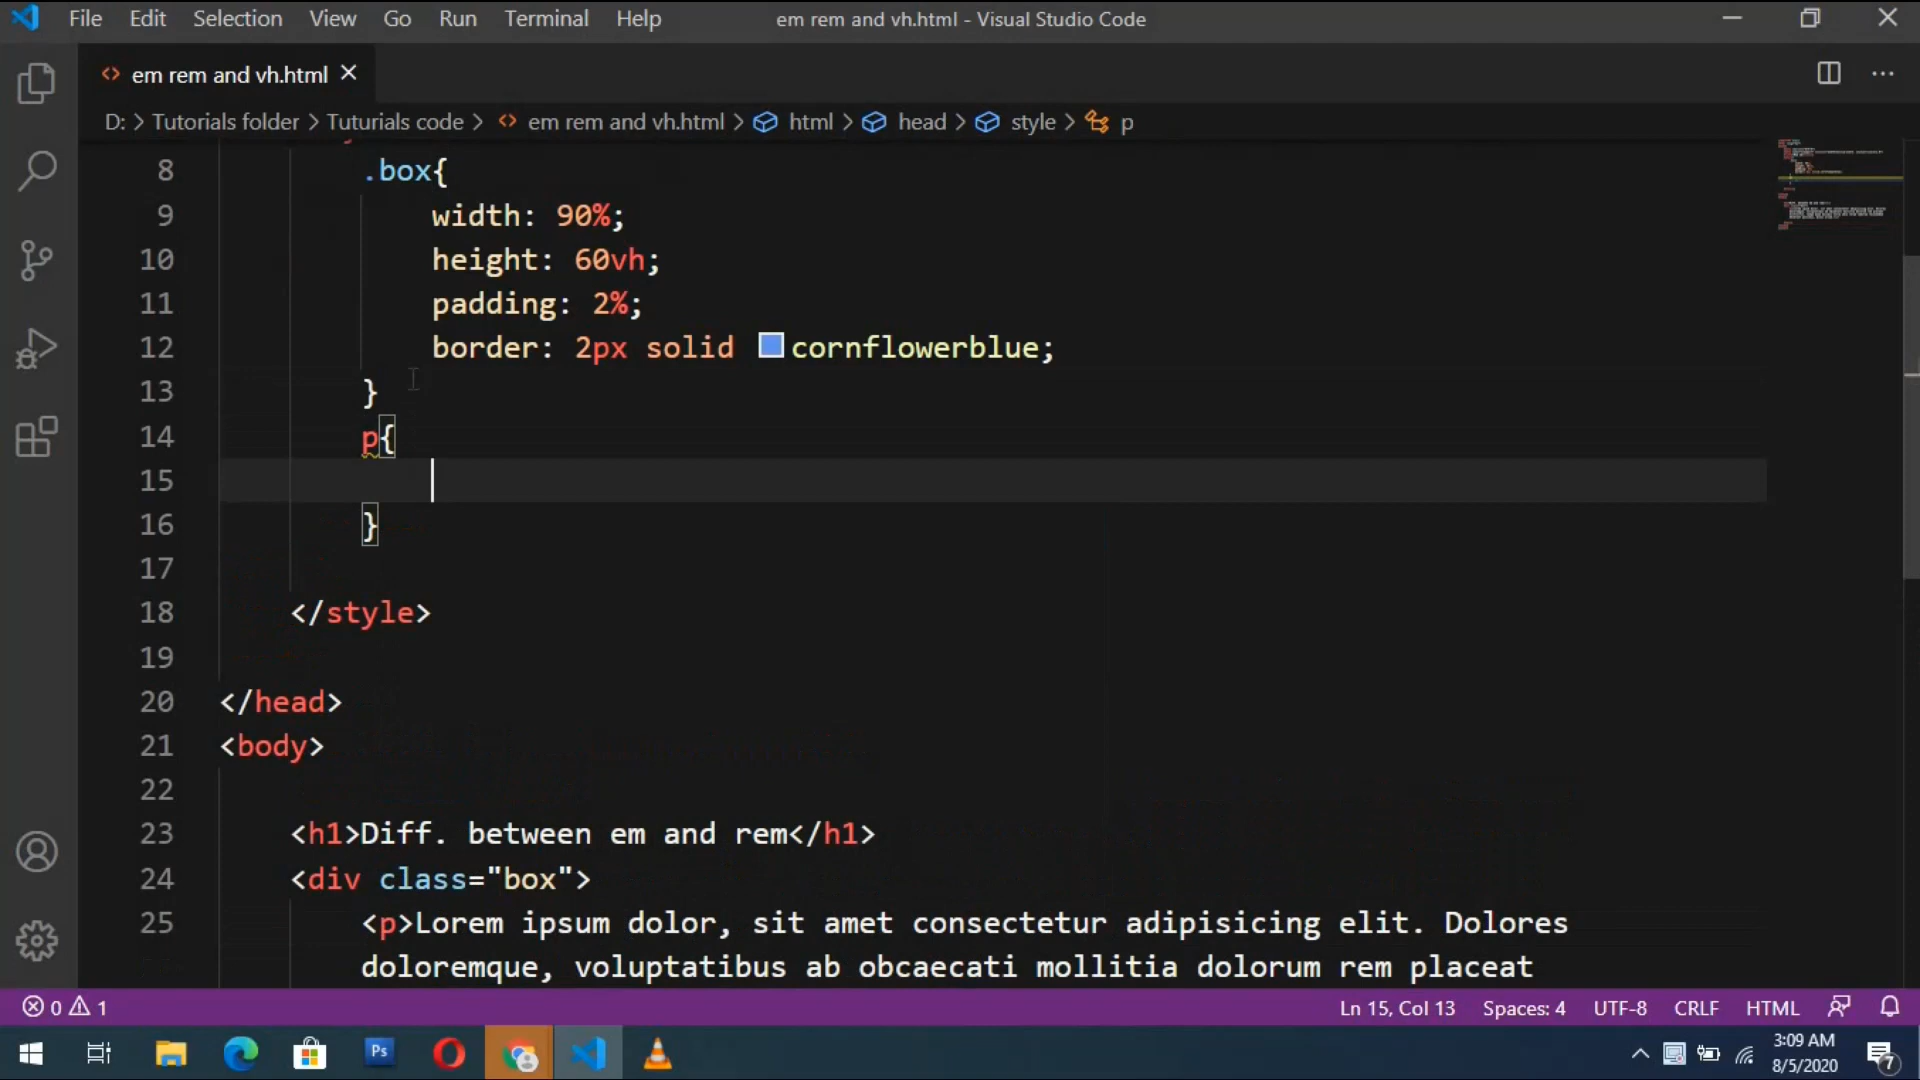 File Edit Selection View Go Run Terminal Help em rem and vh.html - Visual Studio Code
em rem and vh.html
D: > Tutorials folder > Tuturials code > em rem and vh.html > html > head > style > p
8 .box{
9 width: 90%;
10 height: 60vh;
11 padding: 2%;
12 border: 2px solid cornflowerblue;
13 }
14 p{
15
16 }
17
18 </style>
19
20 </head>
21 <body>
22
23 <h1>Diff. between em and rem</h1>
24 <div class="box">
25 <p>Lorem ipsum dolor, sit amet consectetur adipisicing elit. Dolores
doloremque, voluptatibus ab obcaecati mollitia dolorum rem placeat
0 1 Ln 15, Col 13 Spaces: 4 UTF-8 CRLF HTML
Ps 3:09 AM
8/5/2020 7